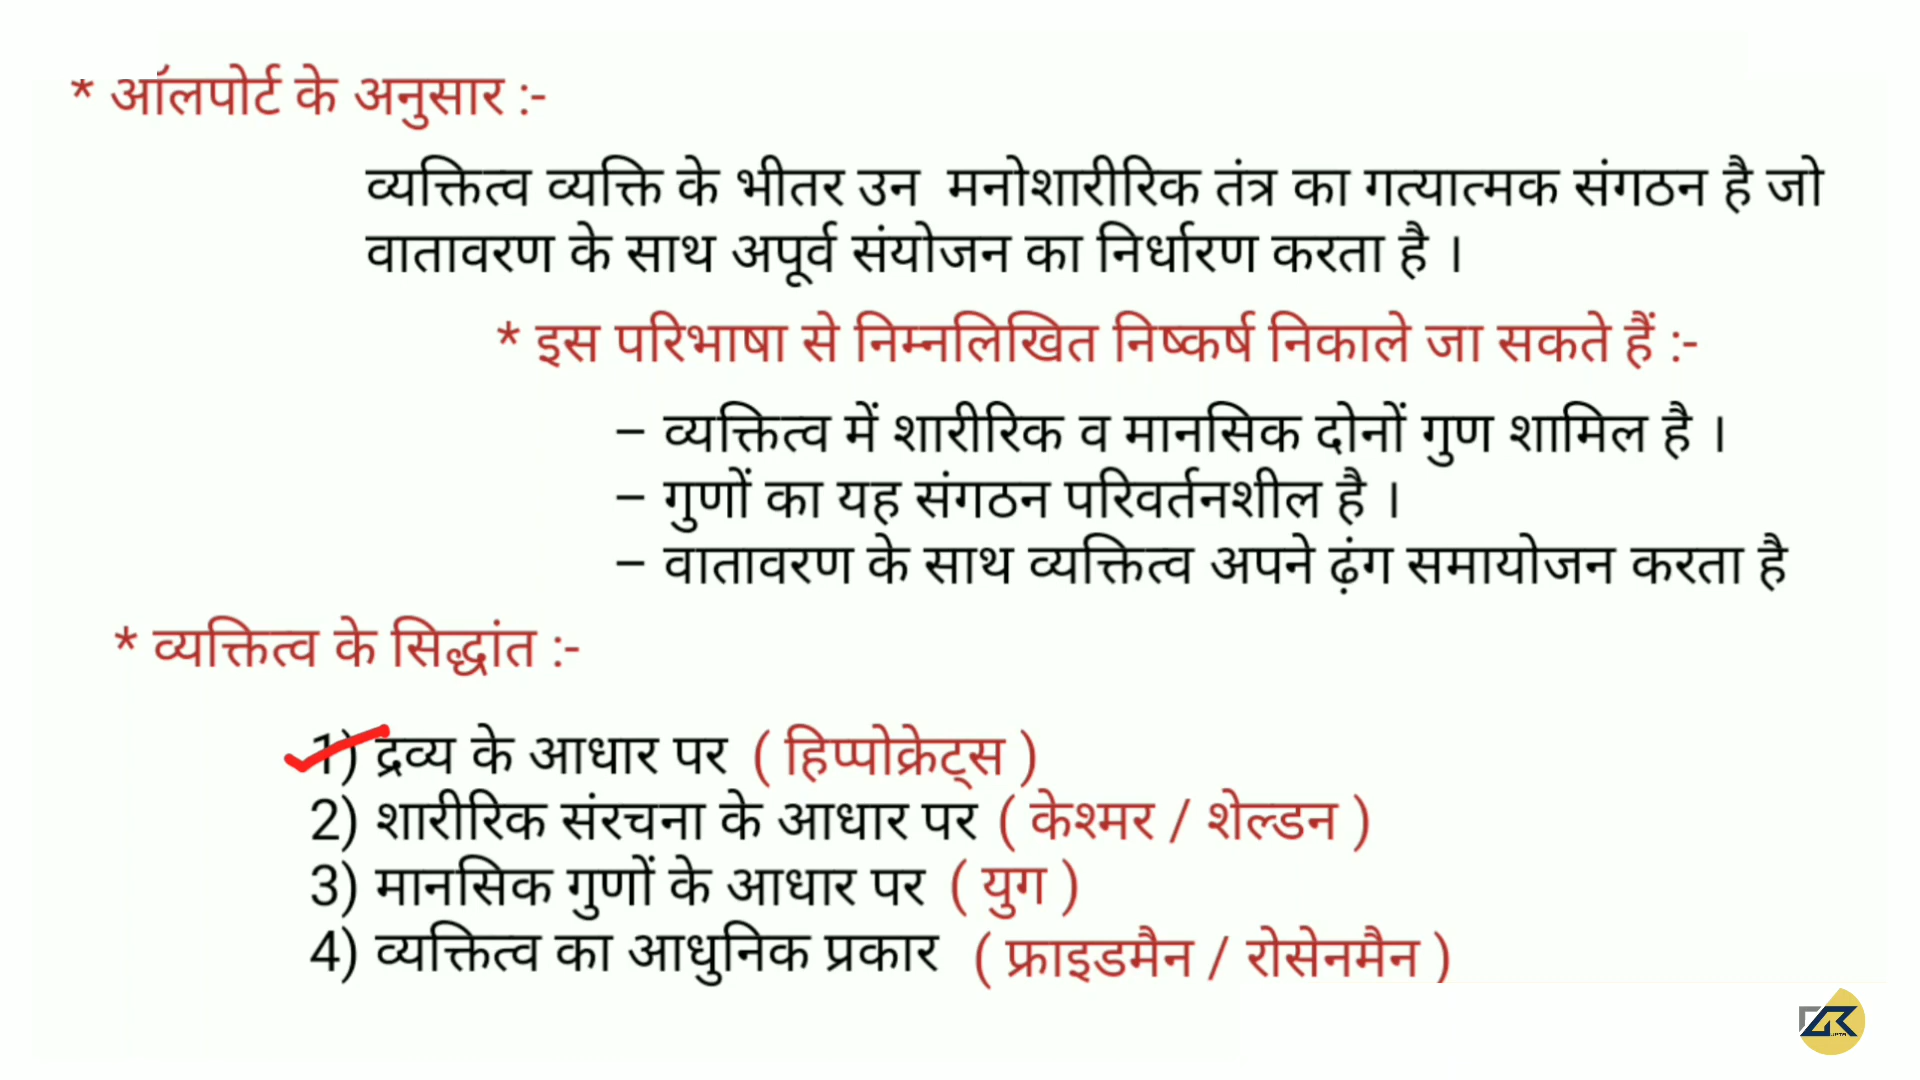 * ऑलपोर्ट के अनुसार :-
व्यक्तित्व व्यक्ति के भीतर उन मनोशारीरिक तंत्र का गत्यात्मक संगठन है जो
वातावरण के साथ अपूर्व संयोजन का निर्धारण करता है ।
* इस परिभाषा से निम्नलिखित निष्कर्ष निकाले जा सकते हैं :-
– व्यक्तित्व में शारीरिक व मानसिक दोनों गुण शामिल है ।
– गुणों का यह संगठन परिवर्तनशील है ।
– वातावरण के साथ व्यक्तित्व अपने ढ़ंग समायोजन करता है
* व्यक्तित्व के सिद्धांत :-
1) द्रव्य के आधार पर ( हिप्पोक्रेट्स )
2) शारीरिक संरचना के आधार पर ( केश्मर / शेल्डन )
3) मानसिक गुणों के आधार पर ( युग )
4) व्यक्तित्व का आधुनिक प्रकार ( फ्राइडमैन / रोसेनमैन )